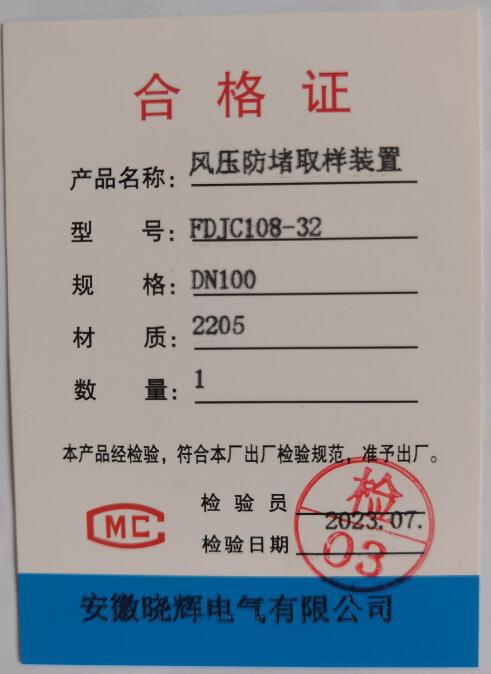 合格证
产品名称：风压防堵取样装置
型 号：FDJC108-32
规 格：DN100
材 质：2205
数 量：1
本产品经检验，符合本厂出厂检验规范，准予出厂。
检验员
检验日期 2023.07.
检
03
CMC
安徽晓辉电气有限公司